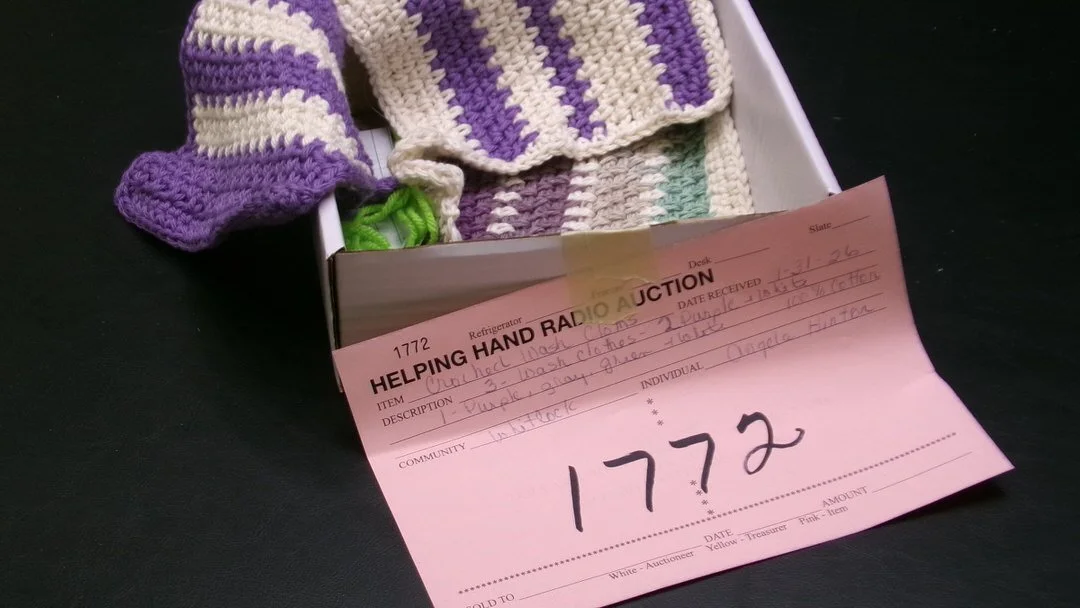 Refrigerator Desk Slate
1772
HELPING HAND RADIO AUCTION
ITEM Crocheted Wash Cloths DATE RECEIVED 1-31-26
DESCRIPTION 3- Wash clothes - 2 Purple + white 100% Cotton
1- Purple, gray, green + white
COMMUNITY Whitlock INDIVIDUAL Angela Hinton
1772
SOLD TO DATE AMOUNT
White - Auctioneer Yellow - Treasurer Pink - Item